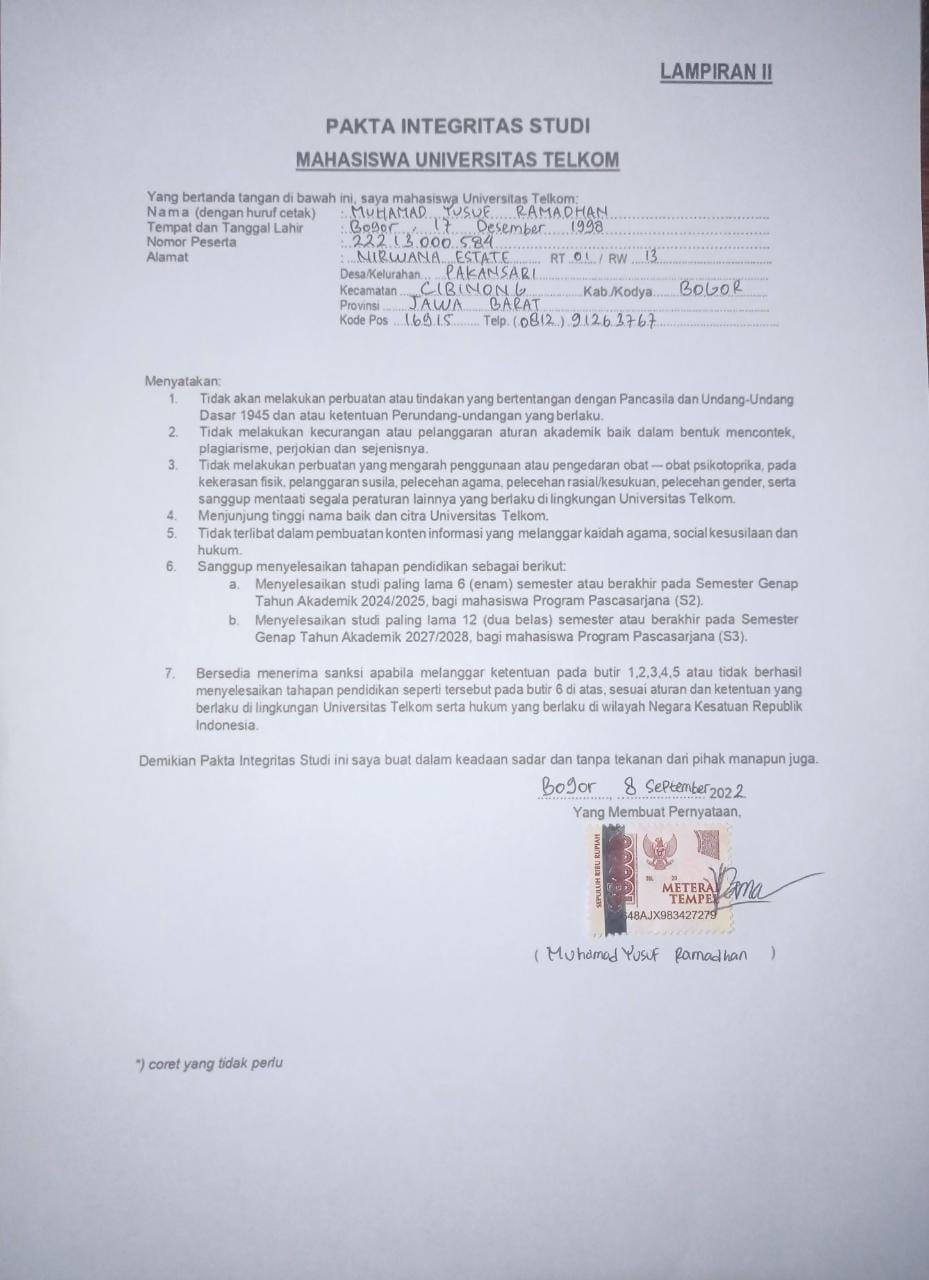 LAMPIRAN II
PAKTA INTEGRITAS STUDI
MAHASISWA UNIVERSITAS TELKOM
Yang bertanda tangan di bawah ini, saya mahasiswa Universitas Telkom:
Nama (dengan huruf cetak) : MUHAMAD YUSUF RAMADHAN
Tempat dan Tanggal Lahir : Bogor, 17 Desember 1998
Nomor Peserta : 22213000584
Alamat : NIRWANA ESTATE RT 01 / RW 13
Desa/Kelurahan PAKANSARI
Kecamatan CIBINONG Kab./Kodya BOGOR
Provinsi JAWA BARAT
Kode Pos 16915 Telp. (0812) 91263767
Menyatakan:
1. Tidak akan melakukan perbuatan atau tindakan yang bertentangan dengan Pancasila dan Undang-Undang
Dasar 1945 dan atau ketentuan Perundang-undangan yang berlaku.
2. Tidak melakukan kecurangan atau pelanggaran aturan akademik baik dalam bentuk mencontek,
plagiarisme, perjokian dan sejenisnya.
3. Tidak melakukan perbuatan yang mengarah penggunaan atau pengedaran obat — obat psikotoprika, pada
kekerasan fisik, pelanggaran susila, pelecehan agama, pelecehan rasial/kesukuan, pelecehan gender, serta
sanggup mentaati segala peraturan lainnya yang berlaku di lingkungan Universitas Telkom.
4. Menjunjung tinggi nama baik dan citra Universitas Telkom.
5. Tidak terlibat dalam pembuatan konten informasi yang melanggar kaidah agama, social kesusilaan dan
hukum.
6. Sanggup menyelesaikan tahapan pendidikan sebagai berikut:
a. Menyelesaikan studi paling lama 6 (enam) semester atau berakhir pada Semester Genap
Tahun Akademik 2024/2025, bagi mahasiswa Program Pascasarjana (S2).
b. Menyelesaikan studi paling lama 12 (dua belas) semester atau berakhir pada Semester
Genap Tahun Akademik 2027/2028, bagi mahasiswa Program Pascasarjana (S3).
7. Bersedia menerima sanksi apabila melanggar ketentuan pada butir 1,2,3,4,5 atau tidak berhasil
menyelesaikan tahapan pendidikan seperti tersebut pada butir 6 di atas, sesuai aturan dan ketentuan yang
berlaku di lingkungan Universitas Telkom serta hukum yang berlaku di wilayah Negara Kesatuan Republik
Indonesia.
Demikian Pakta Integritas Studi ini saya buat dalam keadaan sadar dan tanpa tekanan dari pihak manapun juga.
Bogor, 8 September 2022
Yang Membuat Pernyataan,
SEPULUH RIBU RUPIAH
10000
TGL. 20
METERAI
TEMPEL
648AJX983427279
(Muhamad Yusuf Ramadhan)
*) coret yang tidak perlu